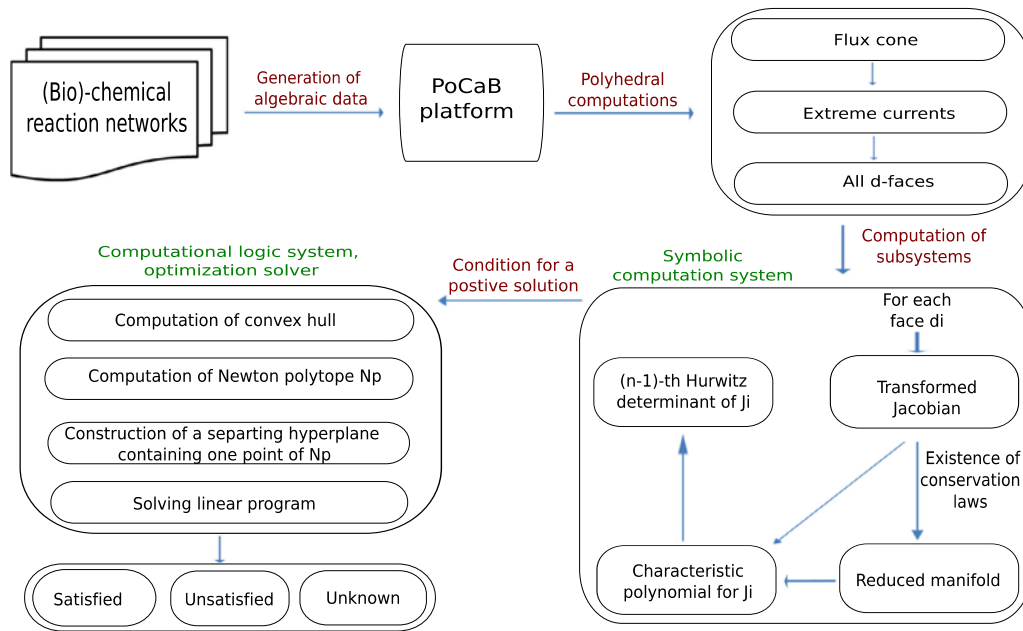 (Bio)-chemical
reaction networks
Generation of
algebraic data
PoCaB
platform
Polyhedral
computations
Flux cone
Extreme currents
All d-faces
Computation of
subsystems
Symbolic
computation system
For each
face di
Transformed
Jacobian
Existence of
conservation
laws
Reduced manifold
Characteristic
polynomial for Ji
(n-1)-th Hurwitz
determinant of Ji
Condition for a
postive solution
Computational logic system,
optimization solver
Computation of convex hull
Computation of Newton polytope Np
Construction of a separting hyperplane
containing one point of Np
Solving linear program
Satisfied
Unsatisfied
Unknown